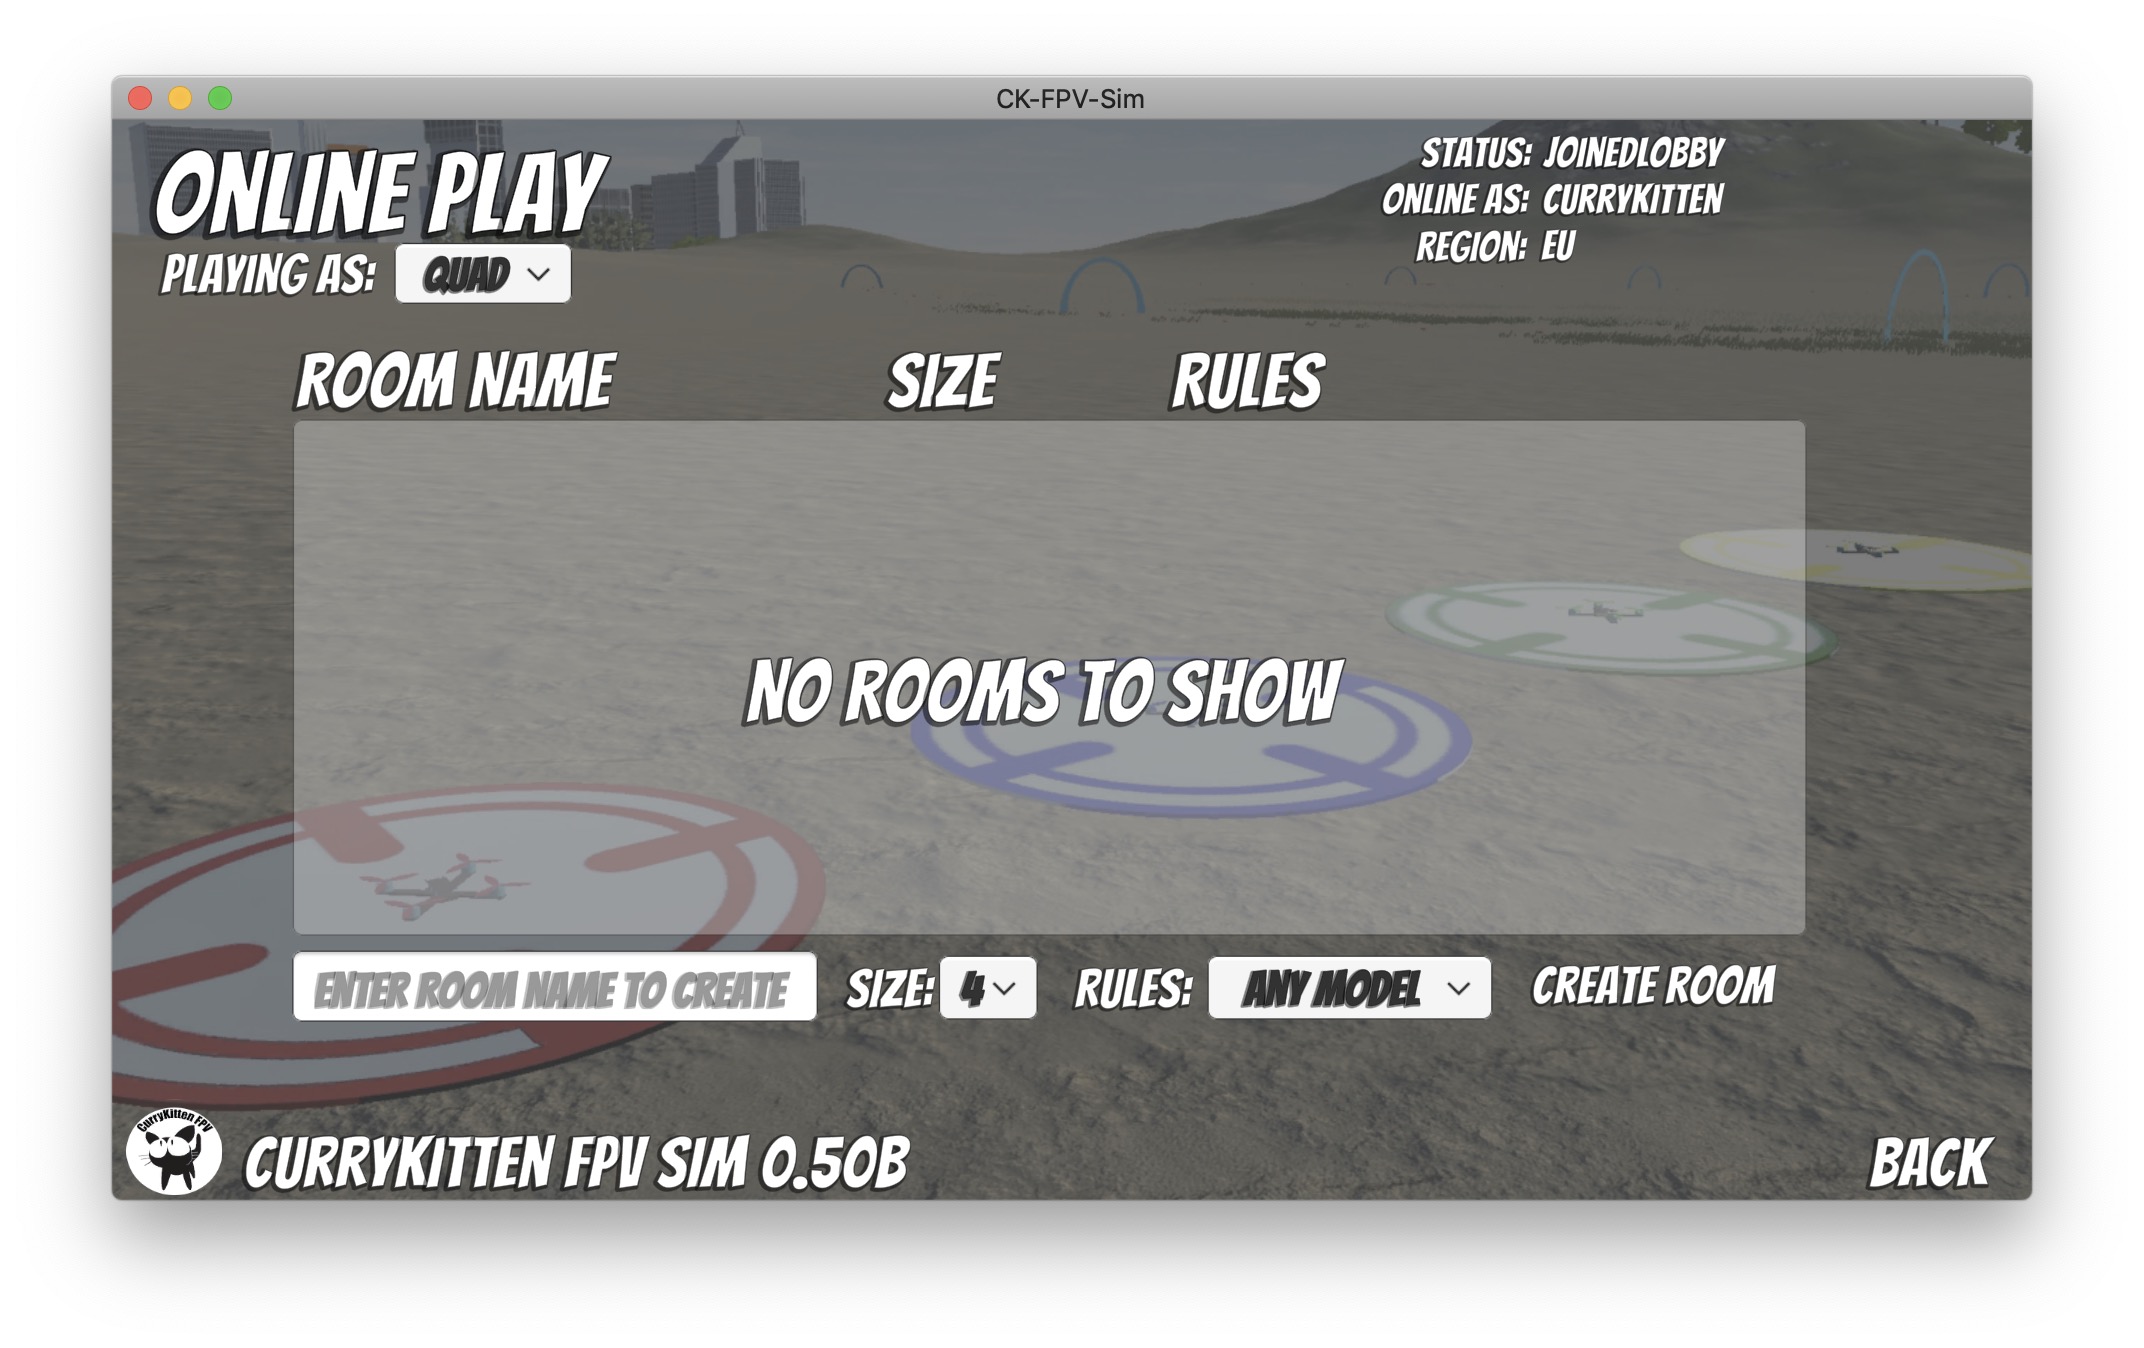 CK-FPV-Sim
ONLINE PLAY
STATUS: JOINEDLOBBY
ONLINE AS: CURRYKITTEN
REGION: EU
PLAYING AS: QUAD
ROOM NAME SIZE RULES
NO ROOMS TO SHOW
ENTER ROOM NAME TO CREATE SIZE: 4 RULES: ANY MODEL CREATE ROOM
CurryKitten FPV
CURRYKITTEN FPV SIM 0.50B
BACK